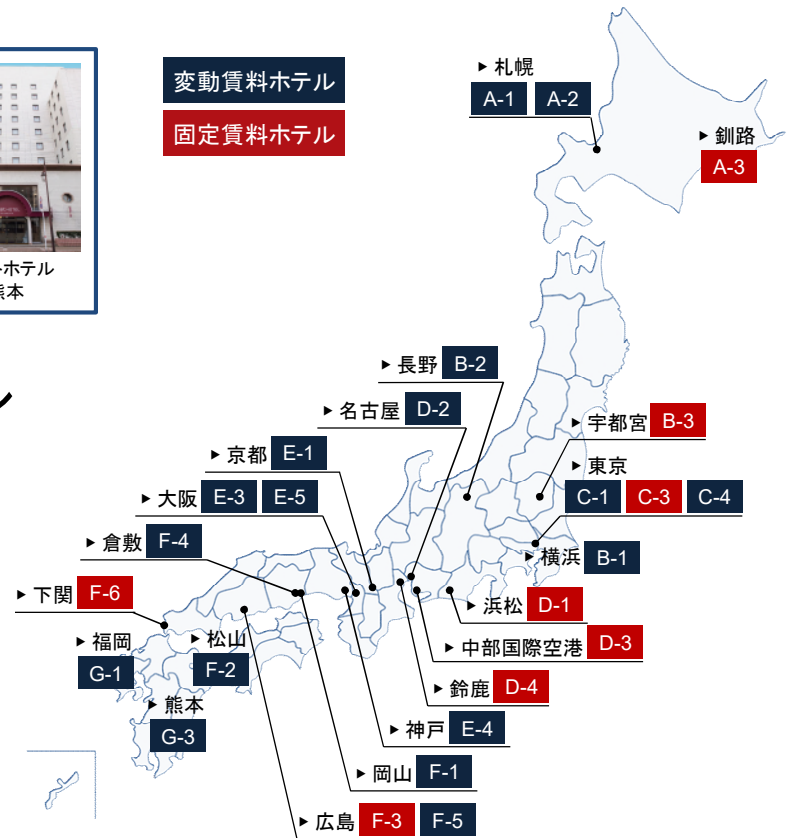 変動賃料ホテル
固定賃料ホテル
ホテル
熊本
▶ 札幌
A-1 A-2
▶ 釧路
A-3
▶ 長野 B-2
▶ 名古屋 D-2
▶ 宇都宮 B-3
▶ 京都 E-1
▶ 東京
C-1 C-3 C-4
▶ 大阪 E-3 E-5
▶ 倉敷 F-4
▶ 横浜 B-1
▶ 下関 F-6
▶ 浜松 D-1
▶ 福岡
G-1
▶ 松山
F-2
▶ 中部国際空港 D-3
▶ 鈴鹿 D-4
▶ 熊本
G-3
▶ 神戸 E-4
▶ 岡山 F-1
▶ 広島 F-3 F-5